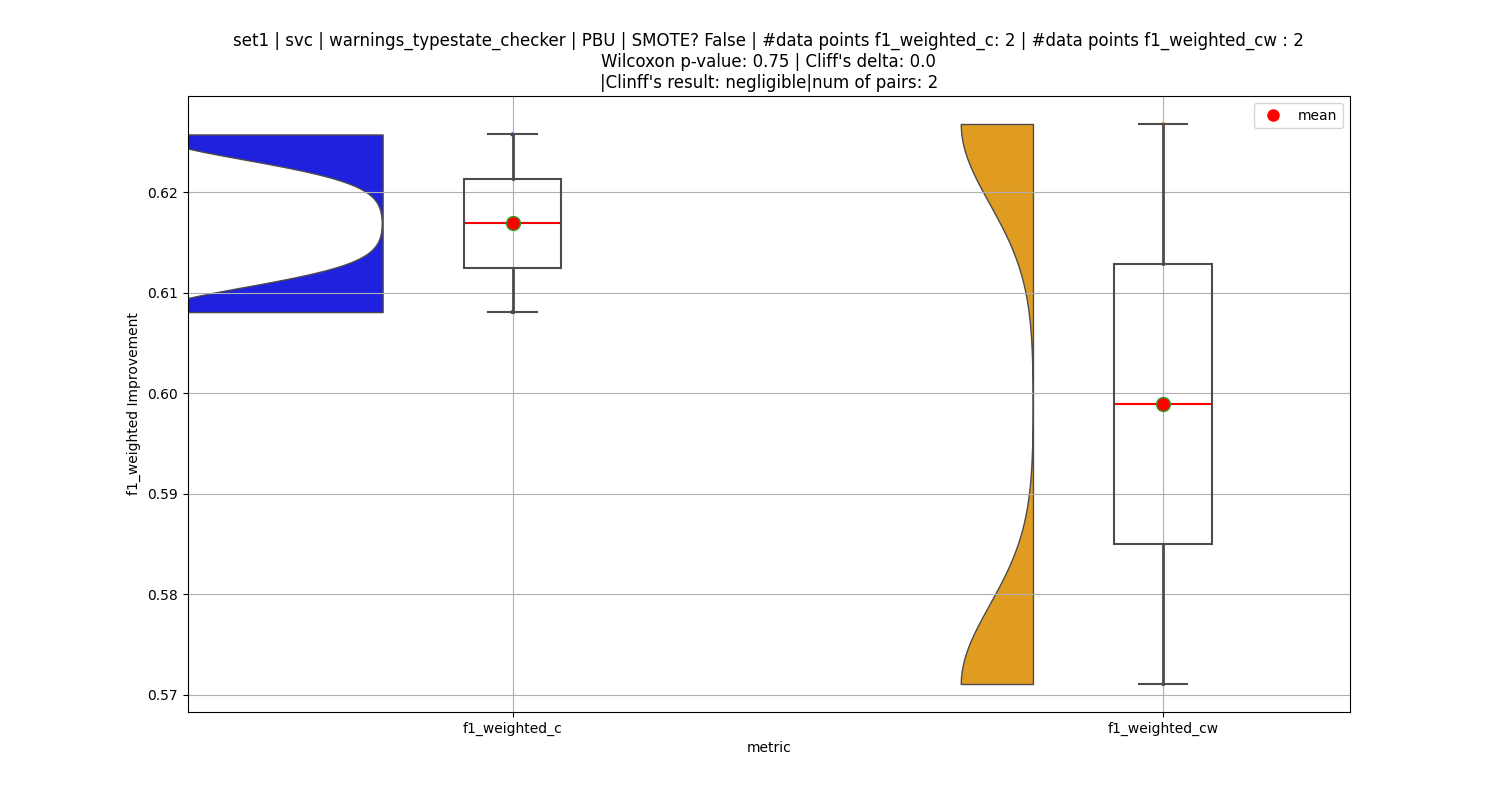 set1 | svc | warnings_typestate_checker | PBU | SMOTE? False | #data points f1_weighted_c: 2 | #data points f1_weighted_cw : 2
Wilcoxon p-value: 0.75 | Cliff's delta: 0.0
|Clinff's result: negligible|num of pairs: 2
mean
0.62
0.61
0.60
0.59
0.58
0.57
f1_weighted Improvement
f1_weighted_c
f1_weighted_cw
metric